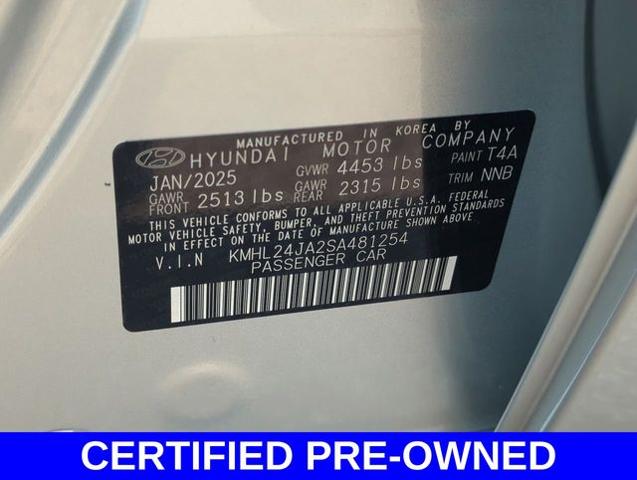 MANUFACTURED IN KOREA BY
HYUNDAI MOTOR COMPANY
JAN/2025 GVWR 4453 lbs PAINT T4A
GAWR FRONT 2513 lbs GAWR REAR 2315 lbs TRIM NNB
THIS VEHICLE CONFORMS TO ALL APPLICABLE U.S.A. FEDERAL
MOTOR VEHICLE SAFETY, BUMPER, AND THEFT PREVENTION STANDARDS
IN EFFECT ON THE DATE OF MANUFACTURE SHOWN ABOVE.
V.I.N KMHL24JA2SA481254
PASSENGER CAR
CERTIFIED PRE-OWNED